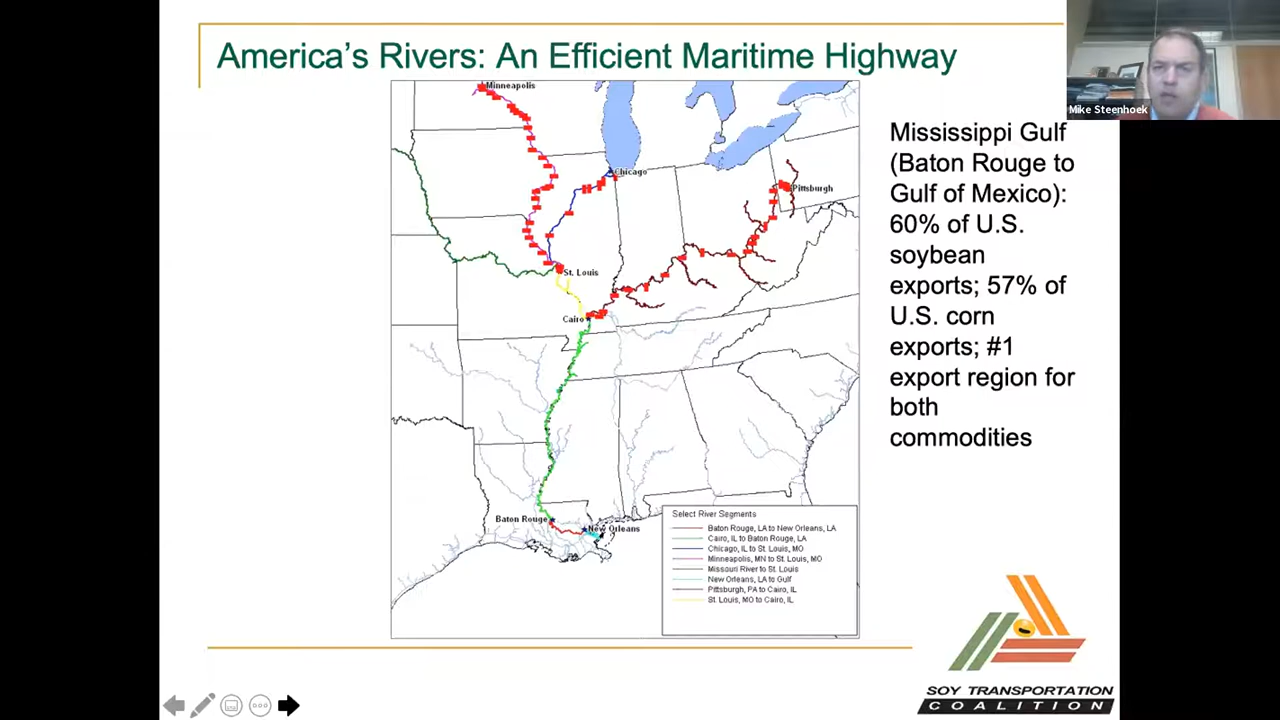 America's Rivers: An Efficient Maritime Highway
Mike Steenhoek
Minneapolis
Chicago
Pittsburgh
St. Louis
Cairo
Baton Rouge
New Orleans
Mississippi Gulf
(Baton Rouge to
Gulf of Mexico):
60% of U.S.
soybean
exports; 57% of
U.S. corn
exports; #1
export region for
both
commodities
Select River Segments
Baton Rouge, LA to New Orleans, LA
Cairo, IL to Baton Rouge, LA
Chicago, IL to St. Louis, MO
Minneapolis, MN to St. Louis, MO
Missouri River to St. Louis
New Orleans, LA to Gulf
Pittsburgh, PA to Cairo, IL
St. Louis, MO to Cairo, IL
SOY TRANSPORTATION
COALITION